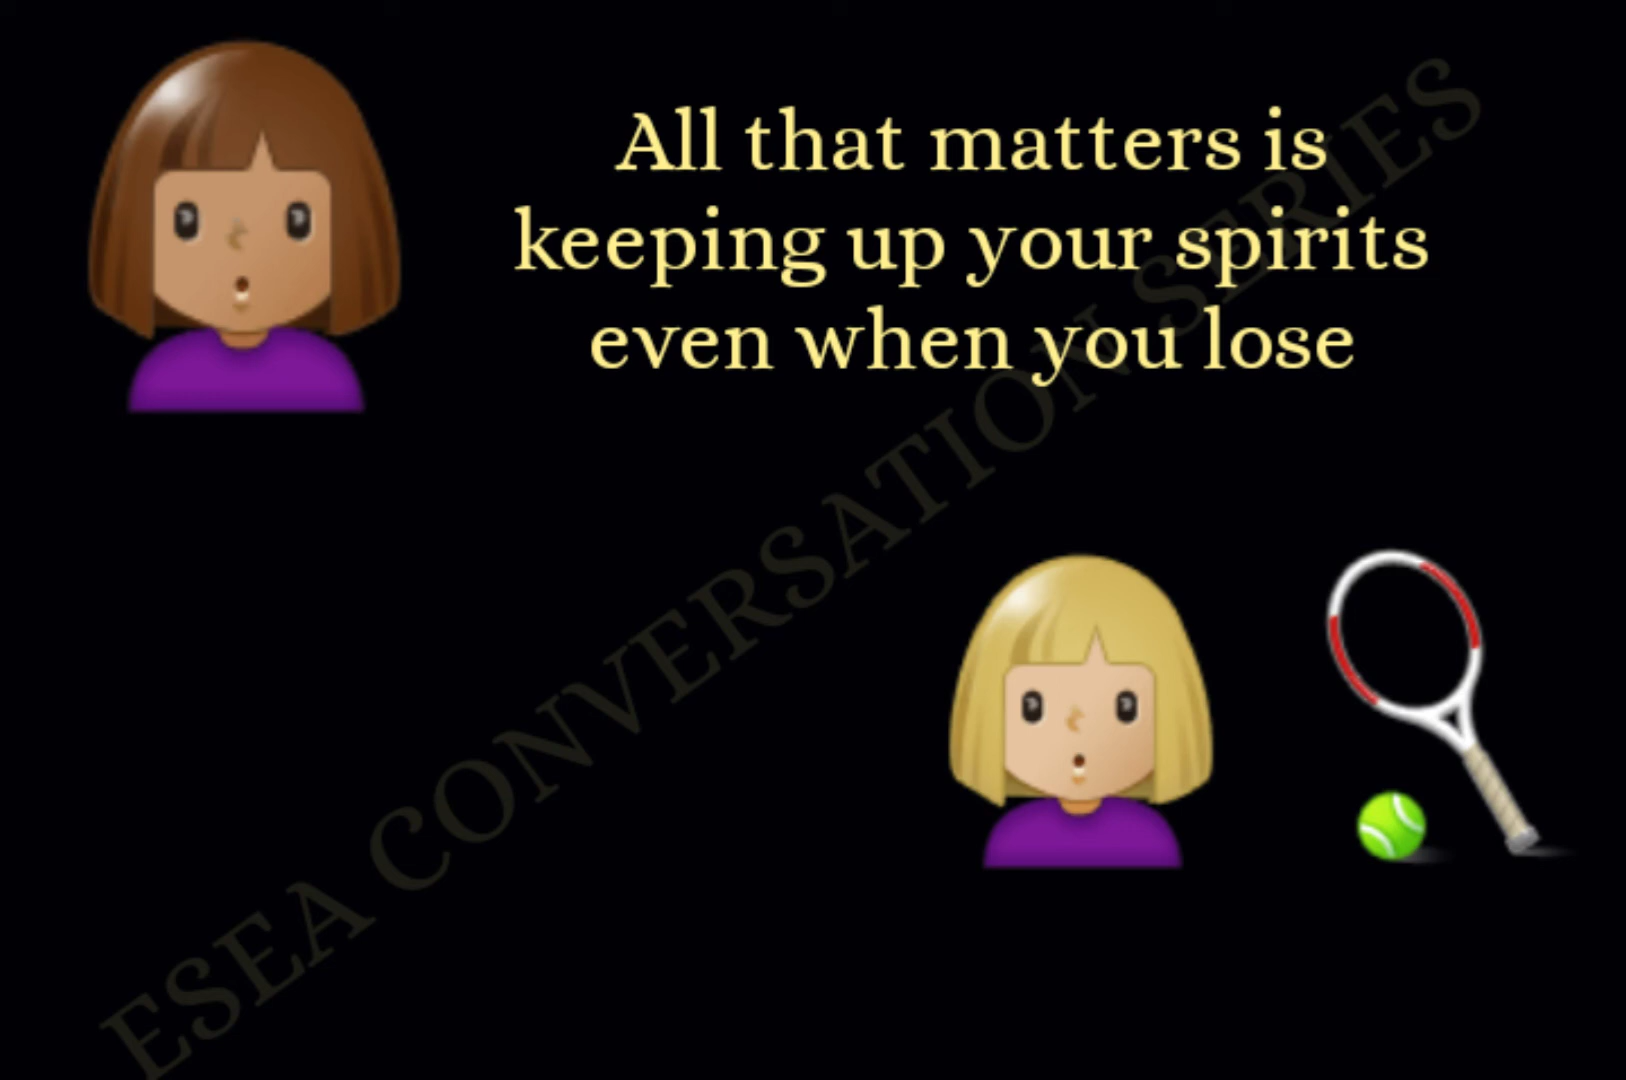 All that matters is
keeping up your spirits
even when you lose
ESEA CONVERSATION SERIES